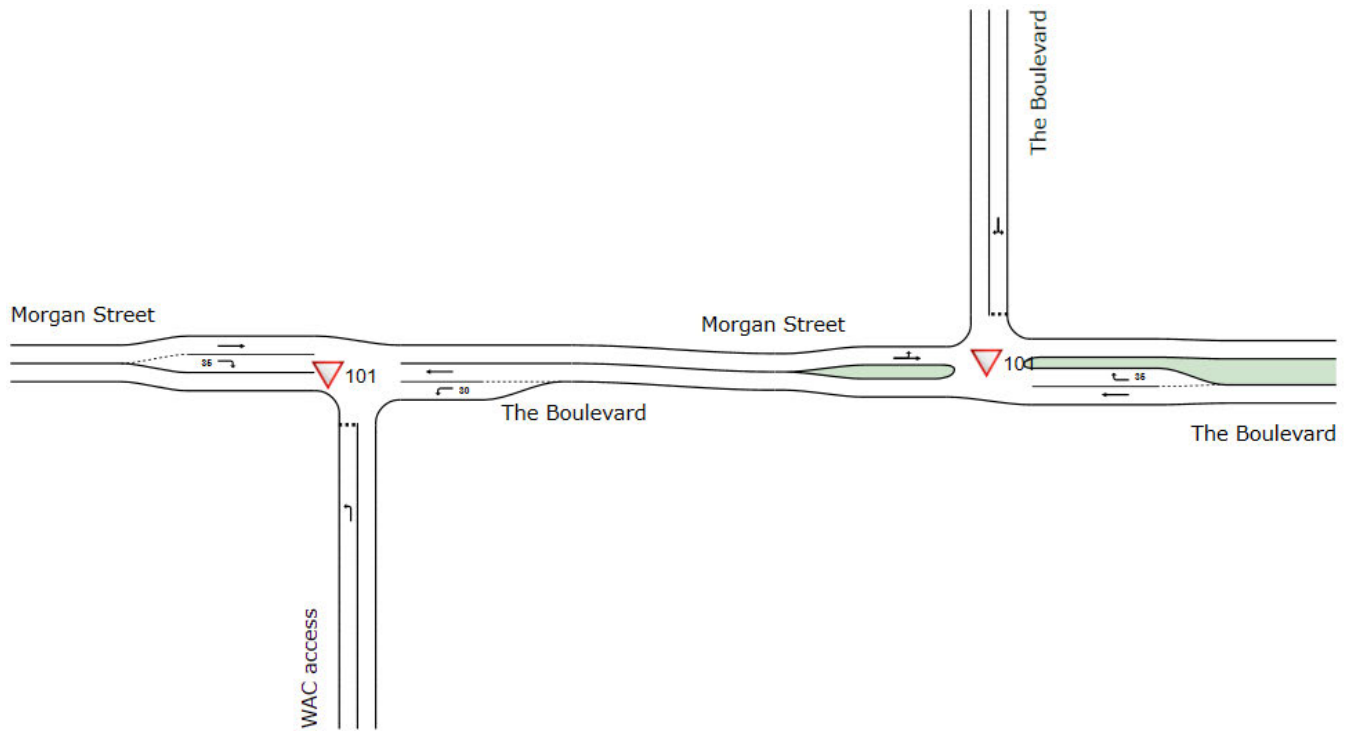 The Boulevard
Morgan Street
Morgan Street
35
101
101
35
30
The Boulevard
The Boulevard
WAC access